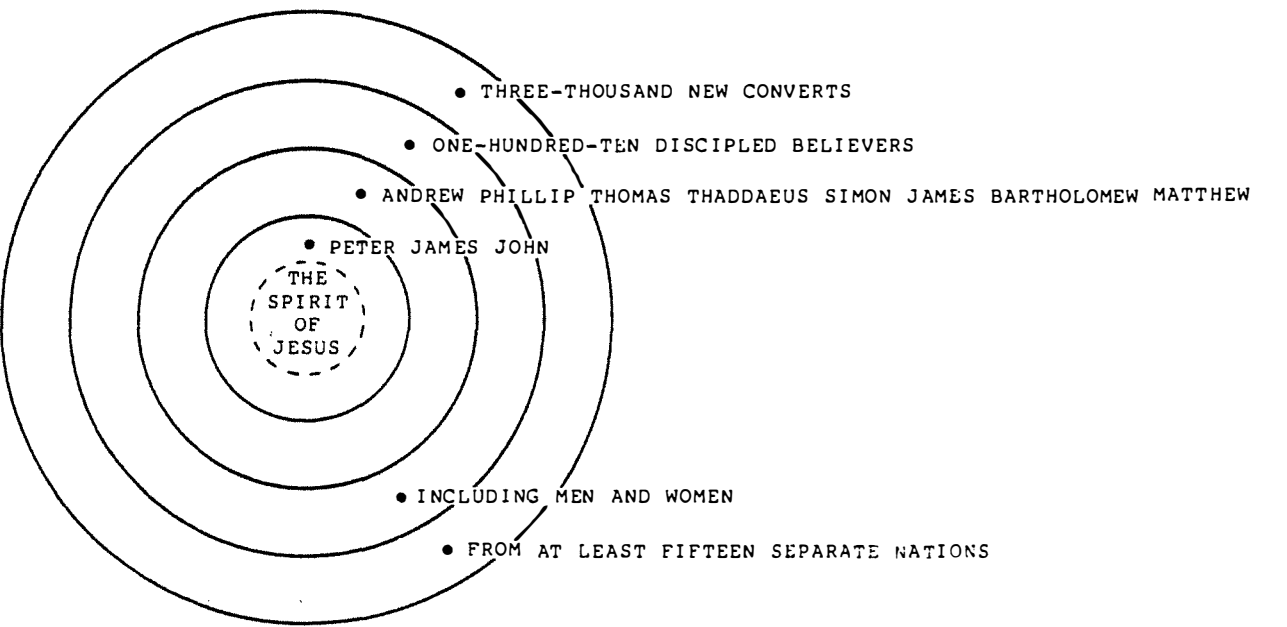 • THREE-THOUSAND NEW CONVERTS
• ONE-HUNDRED-TEN DISCIPLED BELIEVERS
• ANDREW PHILLIP THOMAS THADDAEUS SIMON JAMES BARTHOLOMEW MATTHEW
• PETER JAMES JOHN
THE
SPIRIT
OF
JESUS
• INCLUDING MEN AND WOMEN
• FROM AT LEAST FIFTEEN SEPARATE NATIONS